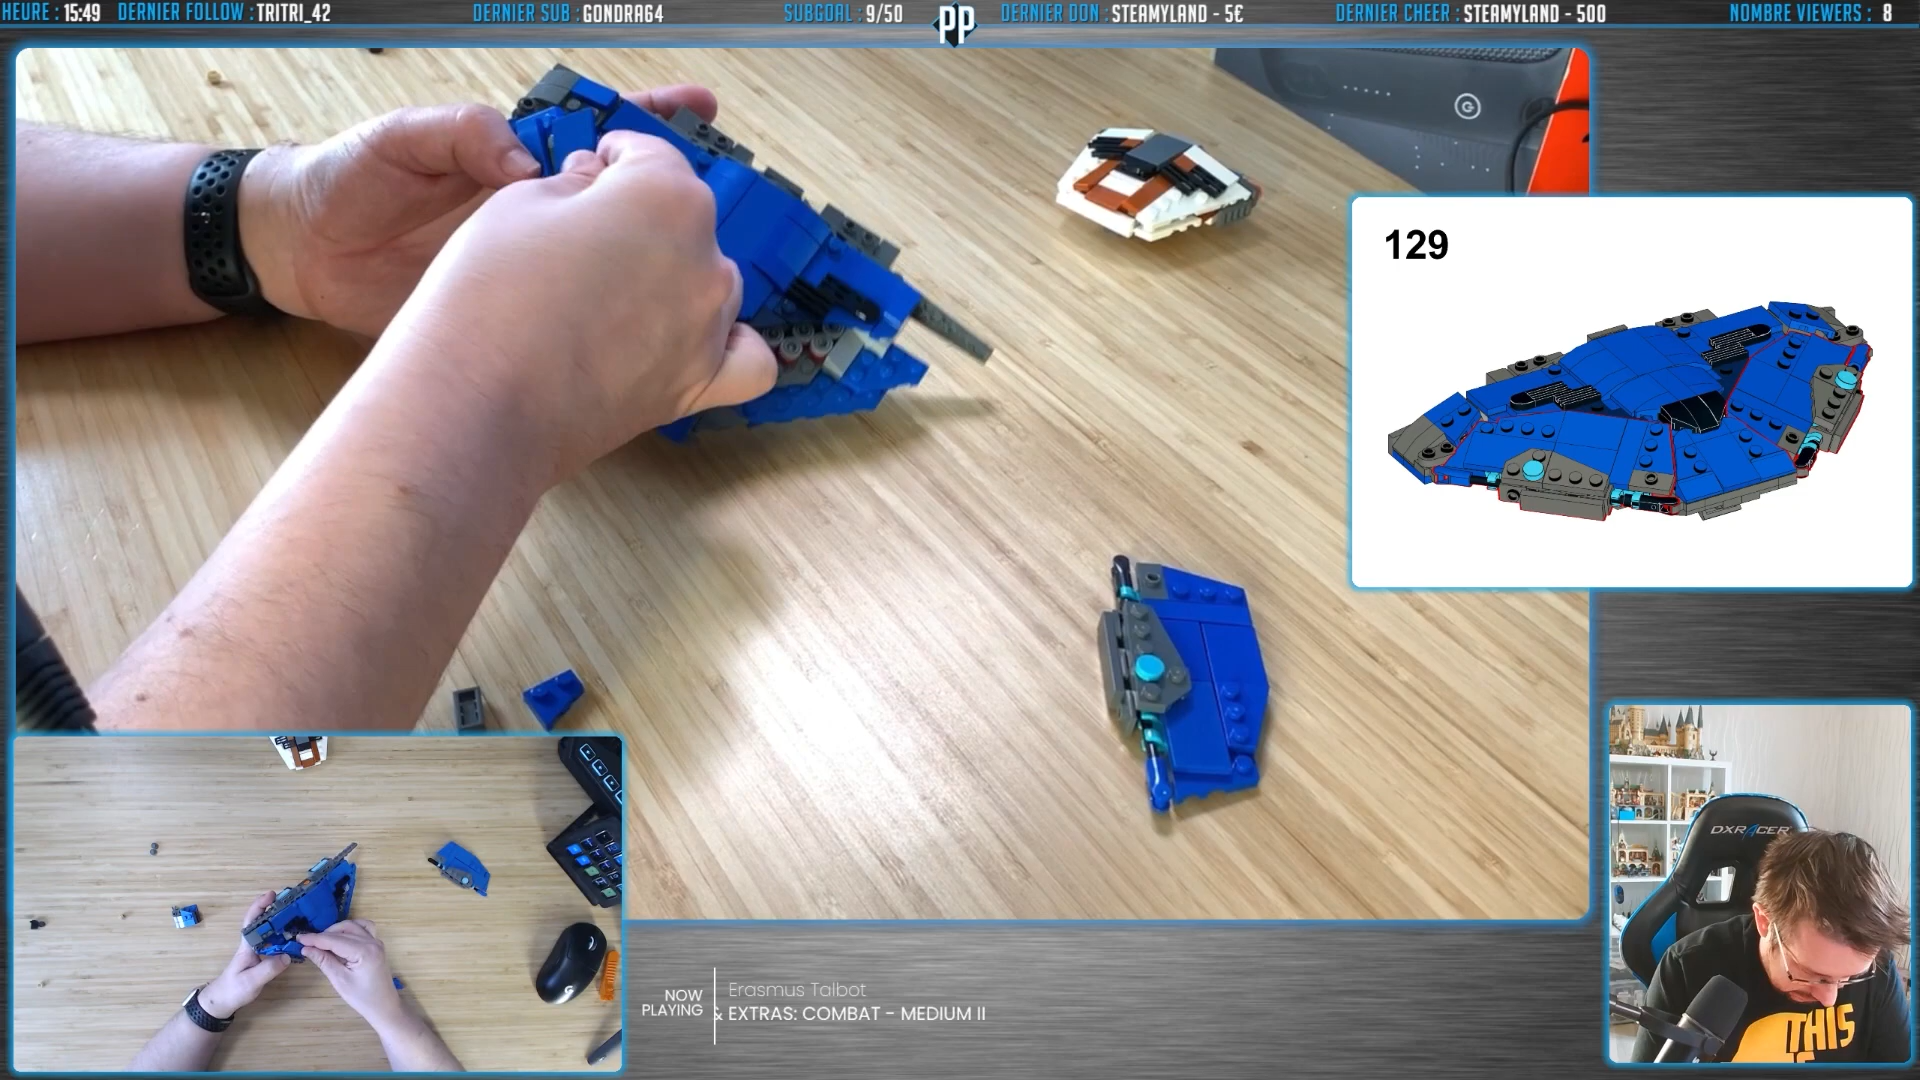 HEURE : 15:49 DERNIER FOLLOW : TRITRI_42 DERNIER SUB : GONDRA64 SUBGOAL : 9/50 PP DERNIER DON : STEAMYLAND - 5€ DERNIER CHEER : STEAMYLAND - 500 NOMBRE VIEWERS : 8
129
DXRACER
THIS
NOW PLAYING
Erasmus Talbot
& EXTRAS: COMBAT - MEDIUM II